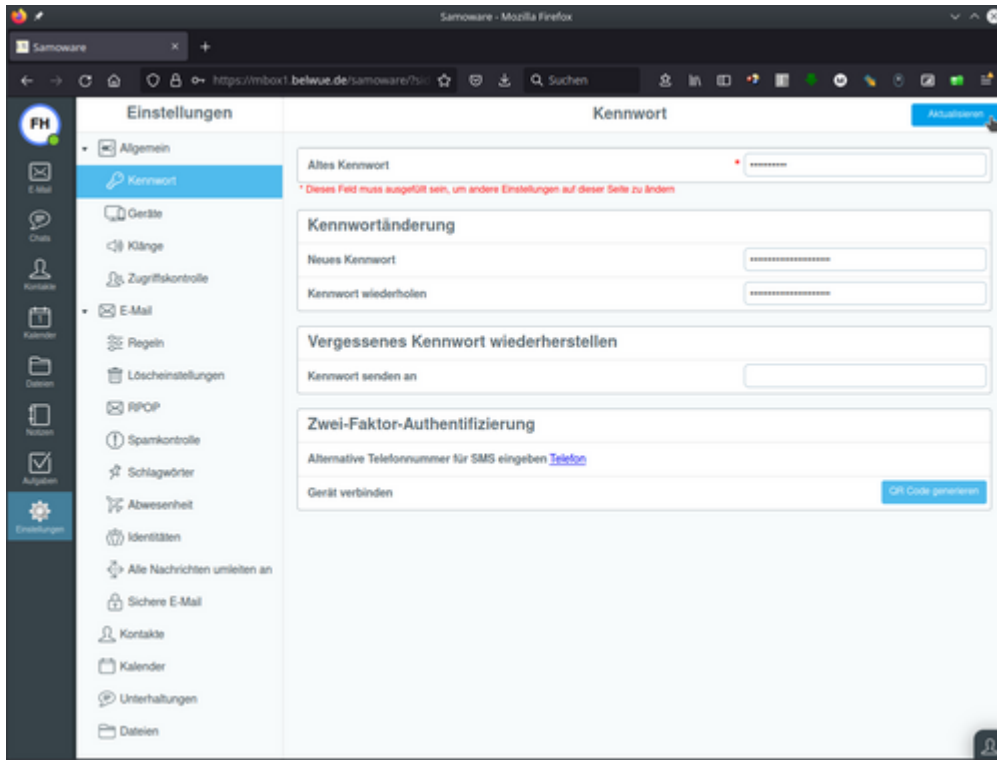 Samoware - Mozilla Firefox
Samoware
https://mbox1.belwue.de/samoware/?si
Suchen
FH
E-Mail
Chats
Kontakte
Kalender
Dateien
Notizen
Aufgaben
Einstellungen
Einstellungen
Allgemein
Kennwort
Geräte
Klänge
Zugriffskontrolle
E-Mail
Regeln
Löscheinstellungen
RPOP
Spamkontrolle
Schlagwörter
Abwesenheit
Identitäten
Alle Nachrichten umleiten an
Sichere E-Mail
Kontakte
Kalender
Unterhaltungen
Dateien
Kennwort
Aktualisieren
Altes Kennwort *
* Dieses Feld muss ausgefüllt sein, um andere Einstellungen auf dieser Seite zu ändern
Kennwortänderung
Neues Kennwort
Kennwort wiederholen
Vergessenes Kennwort wiederherstellen
Kennwort senden an
Zwei-Faktor-Authentifizierung
Alternative Telefonnummer für SMS eingeben Telefon
Gerät verbinden
QR Code generieren